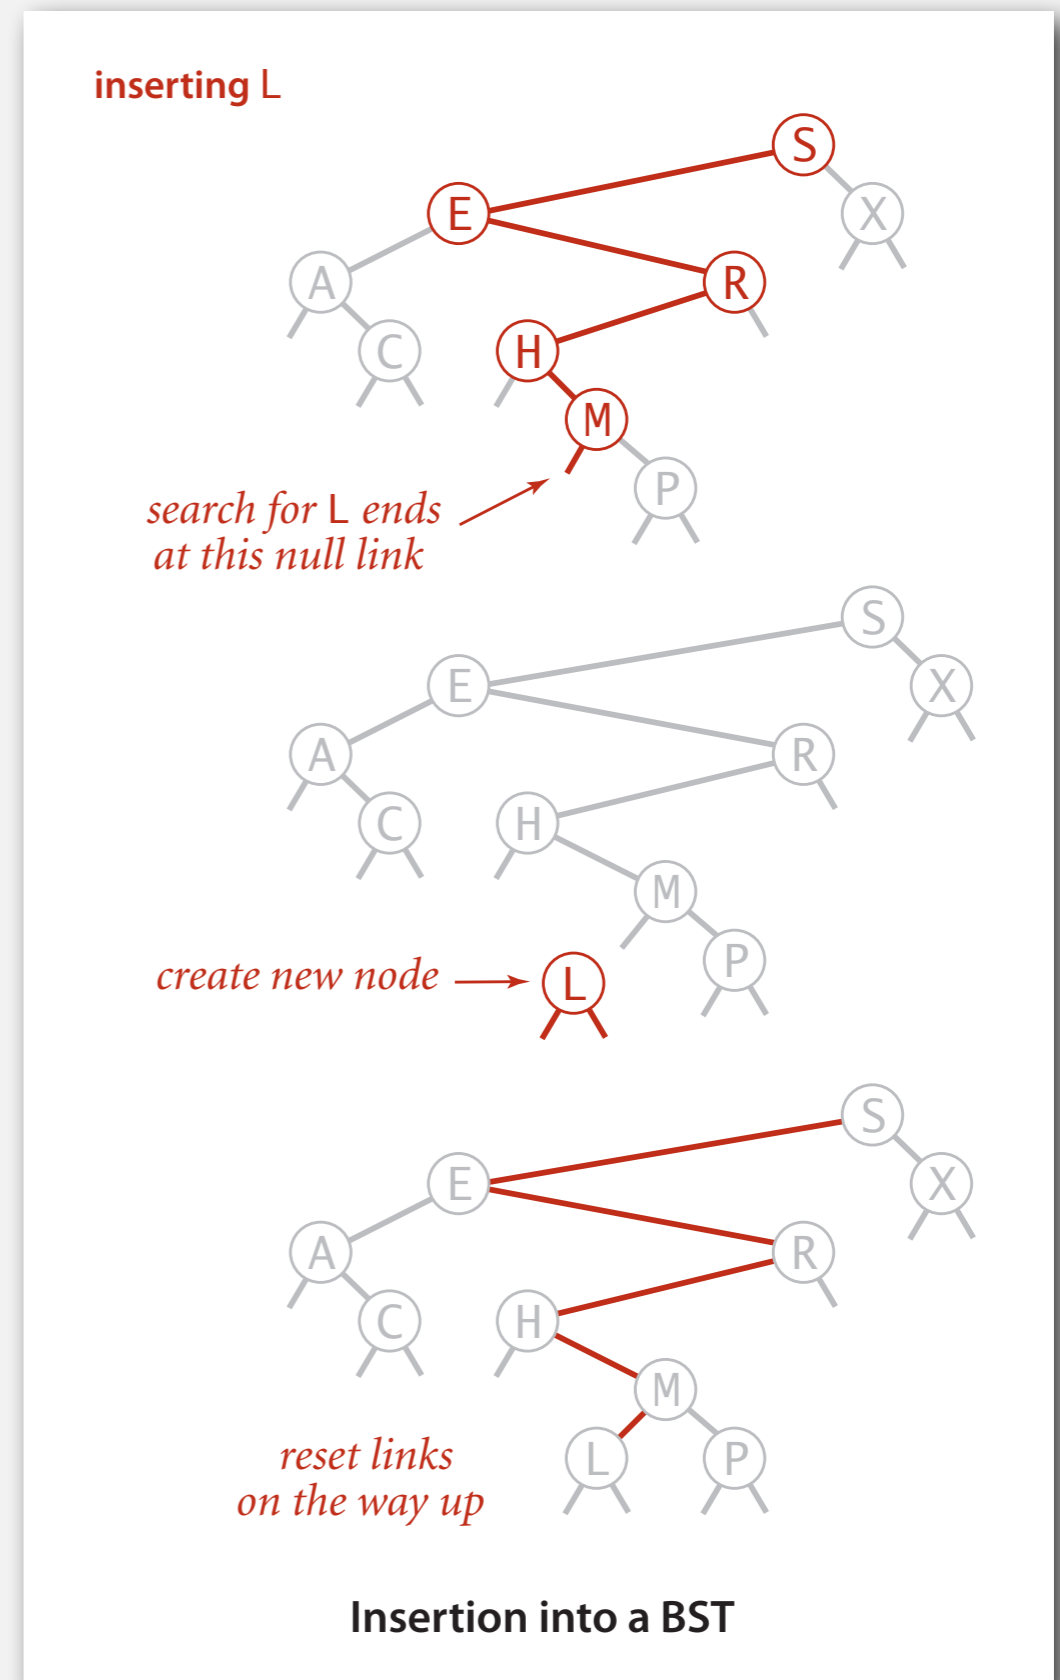 inserting L
S
E
X
A
R
C
H
M
P
search for L ends
at this null link
S
E
X
A
R
C
H
M
P
create new node
L
S
E
X
A
R
C
H
M
L
P
reset links
on the way up
Insertion into a BST